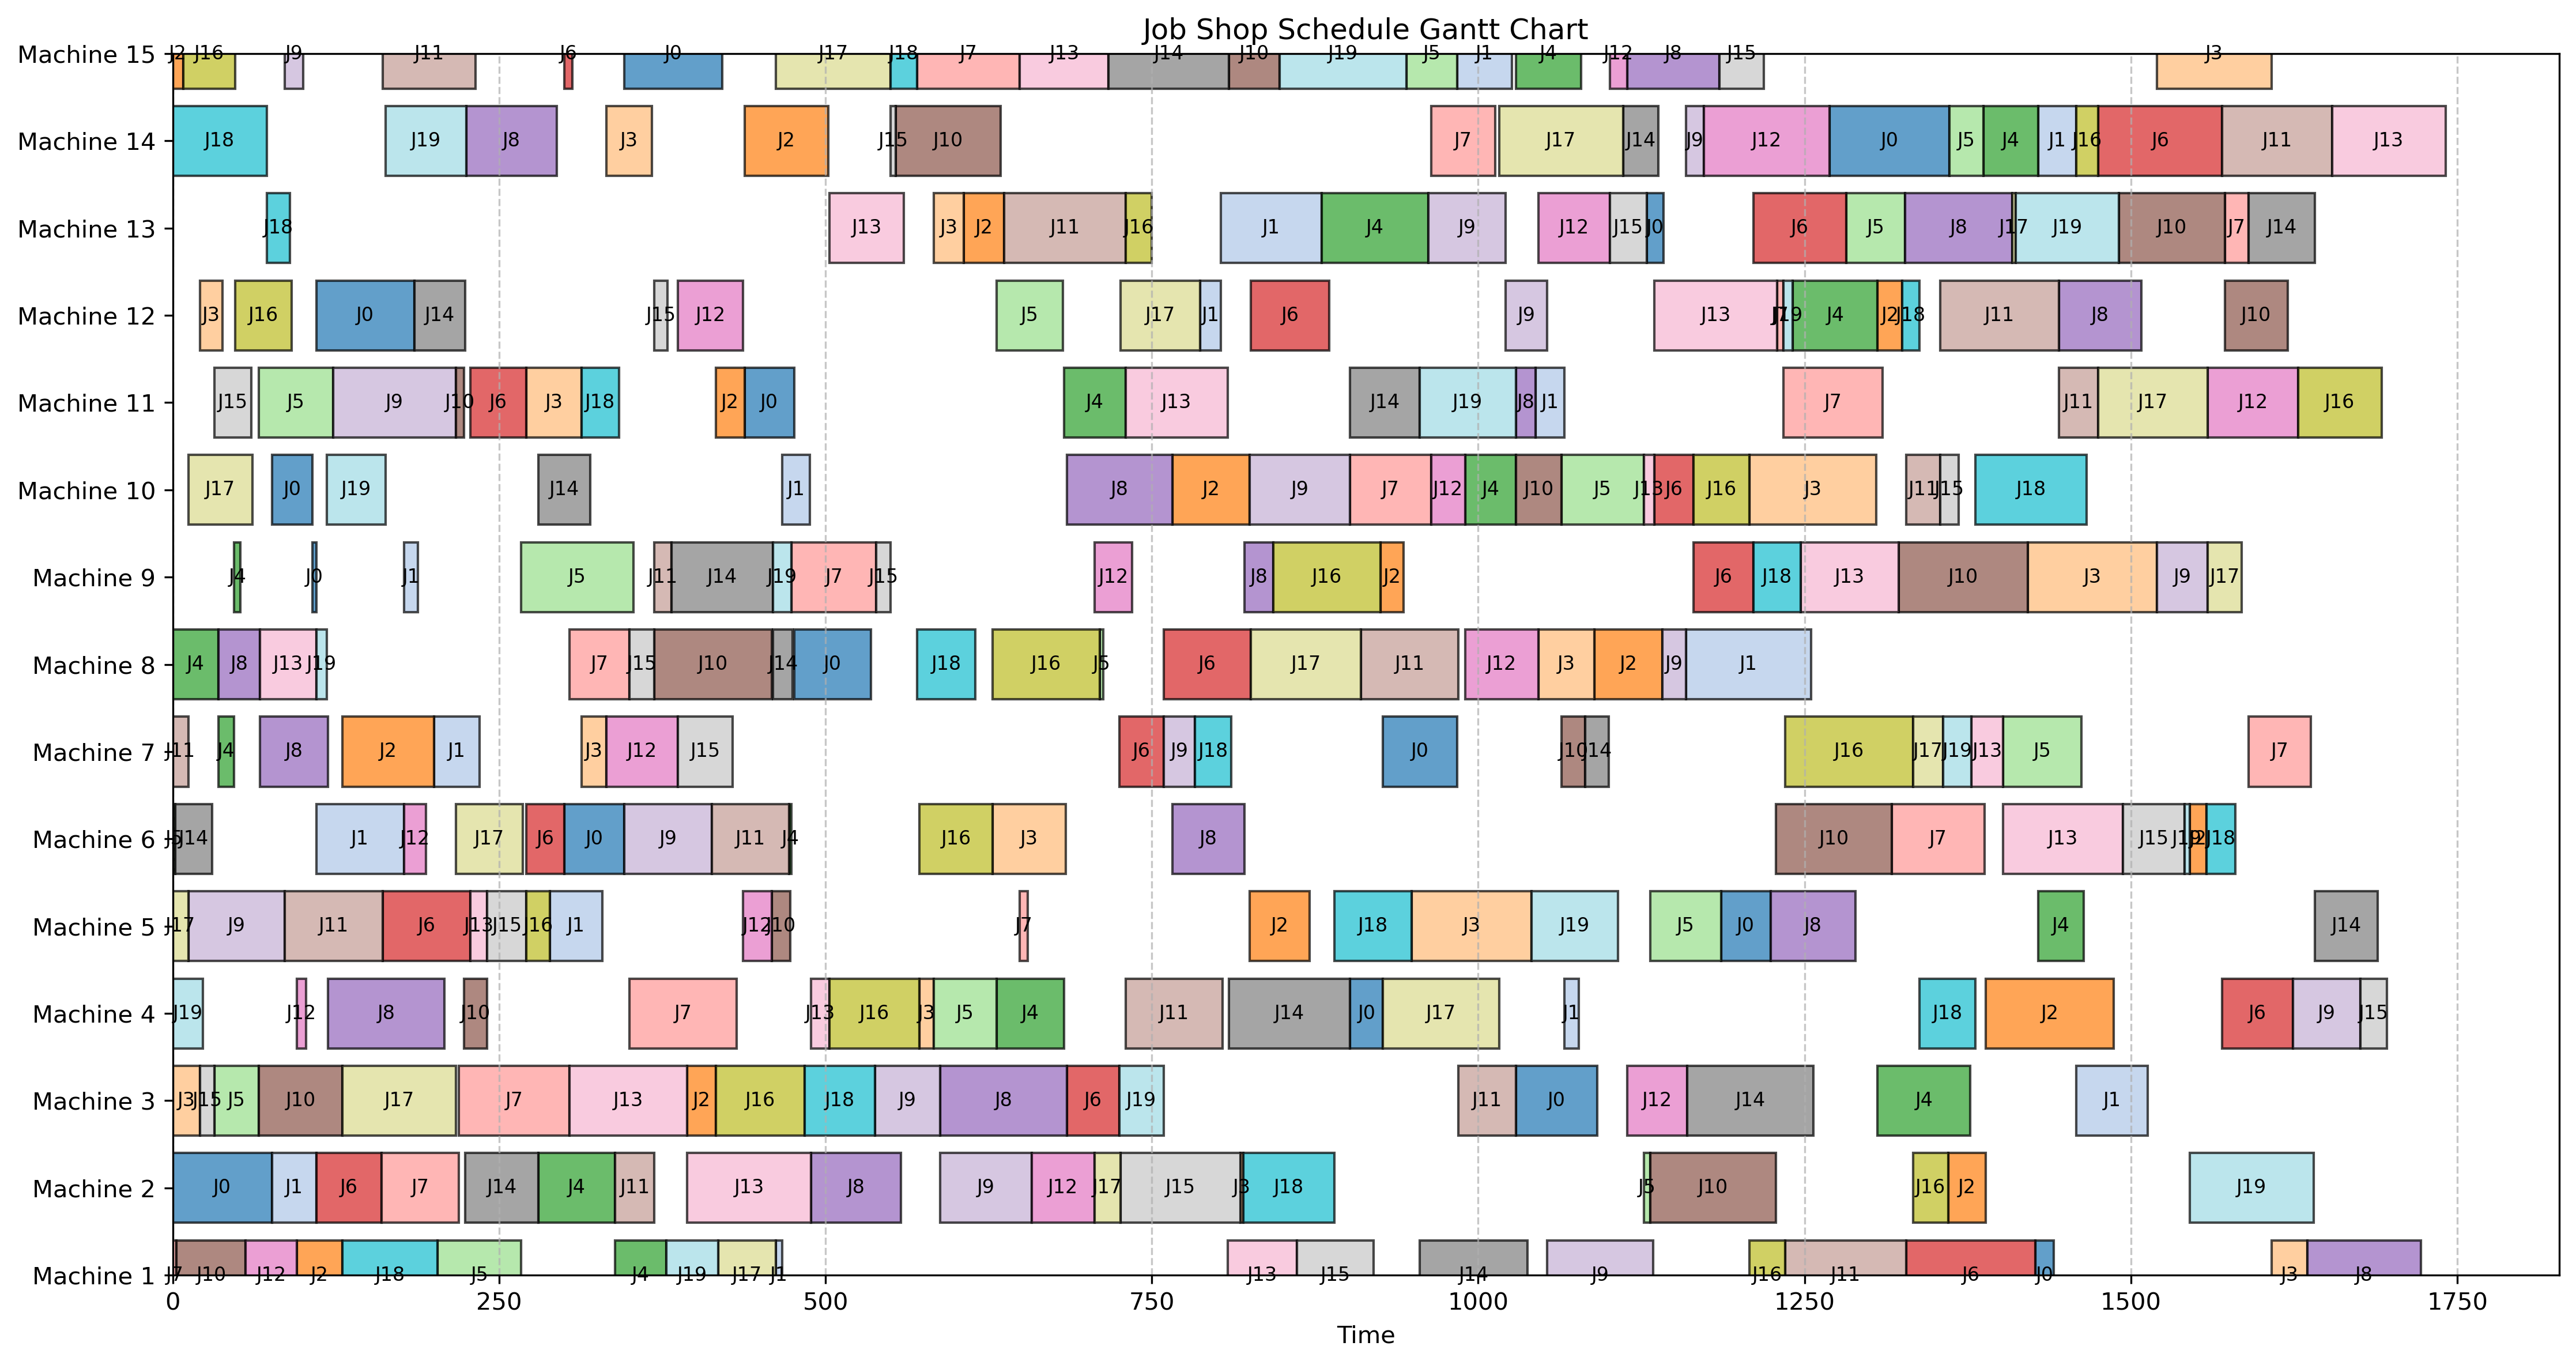 Job Shop Schedule Gantt Chart
Machine 15 J2 J16 J9 J11 J6 J0 J17 J18 J7 J13 J14 J10 J19 J5 J1 J4 J12 J8 J15 J3
Machine 14 J18 J19 J8 J3 J2 J15 J10 J7 J17 J14 J9 J12 J0 J5 J4 J1 J16 J6 J11 J13
Machine 13 J18 J13 J3 J2 J11 J16 J1 J4 J9 J12 J15 J0 J6 J5 J8 J17 J19 J10 J7 J14
Machine 12 J3 J16 J0 J14 J15 J12 J5 J17 J1 J6 J9 J13 J7 J19 J4 J2 J18 J11 J8 J10
Machine 11 J15 J5 J9 J10 J6 J3 J18 J2 J0 J4 J13 J14 J19 J8 J1 J7 J11 J17 J12 J16
Machine 10 J17 J0 J19 J14 J1 J8 J2 J9 J7 J12 J4 J10 J5 J13 J6 J16 J3 J11 J15 J18
Machine 9 J4 J0 J1 J5 J11 J14 J19 J7 J15 J12 J8 J16 J2 J6 J18 J13 J10 J3 J9 J17
Machine 8 J4 J8 J13 J19 J7 J15 J10 J14 J0 J18 J16 J5 J6 J17 J11 J12 J3 J2 J9 J1
Machine 7 J11 J4 J8 J2 J1 J3 J12 J15 J6 J9 J18 J0 J10 J14 J16 J17 J19 J13 J5 J7
Machine 6 J5 J14 J1 J12 J17 J6 J0 J9 J11 J4 J16 J3 J8 J10 J7 J13 J15 J19 J2 J18
Machine 5 J17 J9 J11 J6 J13 J15 J16 J1 J12 J10 J7 J2 J18 J3 J19 J5 J0 J8 J4 J14
Machine 4 J19 J12 J8 J10 J7 J13 J16 J3 J5 J4 J11 J14 J0 J17 J1 J18 J2 J6 J9 J15
Machine 3 J3 J15 J5 J10 J17 J7 J13 J2 J16 J18 J9 J8 J6 J19 J11 J0 J12 J14 J4 J1
Machine 2 J0 J1 J6 J7 J14 J4 J11 J13 J8 J9 J12 J17 J15 J3 J18 J5 J10 J16 J2 J19
Machine 1 J7 J10 J12 J2 J18 J5 J4 J19 J17 J1 J13 J15 J14 J9 J16 J11 J6 J0 J3 J8
0 250 500 750 1000 1250 1500 1750
Time